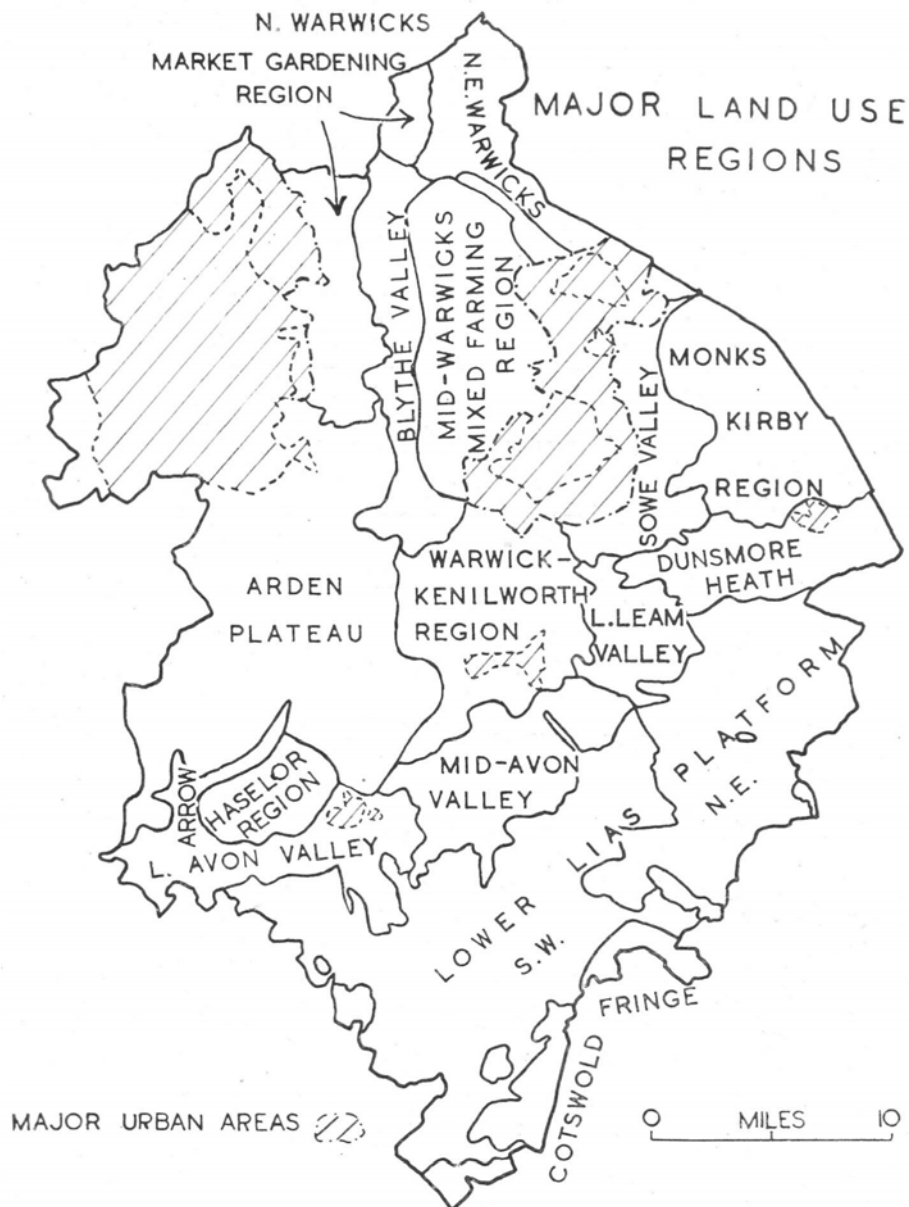 N. WARWICKS
MARKET GARDENING
REGION
N.E. WARWICKS
MAJOR LAND USE
REGIONS
BLYTHE VALLEY
MID-WARWICKS
MIXED FARMING
REGION
SOWE VALLEY
MONKS
KIRBY
REGION
DUNSMORE
HEATH
ARDEN
PLATEAU
WARWICK-
KENILWORTH
REGION
L. LEAM
VALLEY
ARROW
HASELOR
REGION
L. AVON VALLEY
MID-AVON
VALLEY
LOWER LIAS PLATFORM
N.E.
S.W.
COTSWOLD FRINGE
MAJOR URBAN AREAS
0 MILES 10